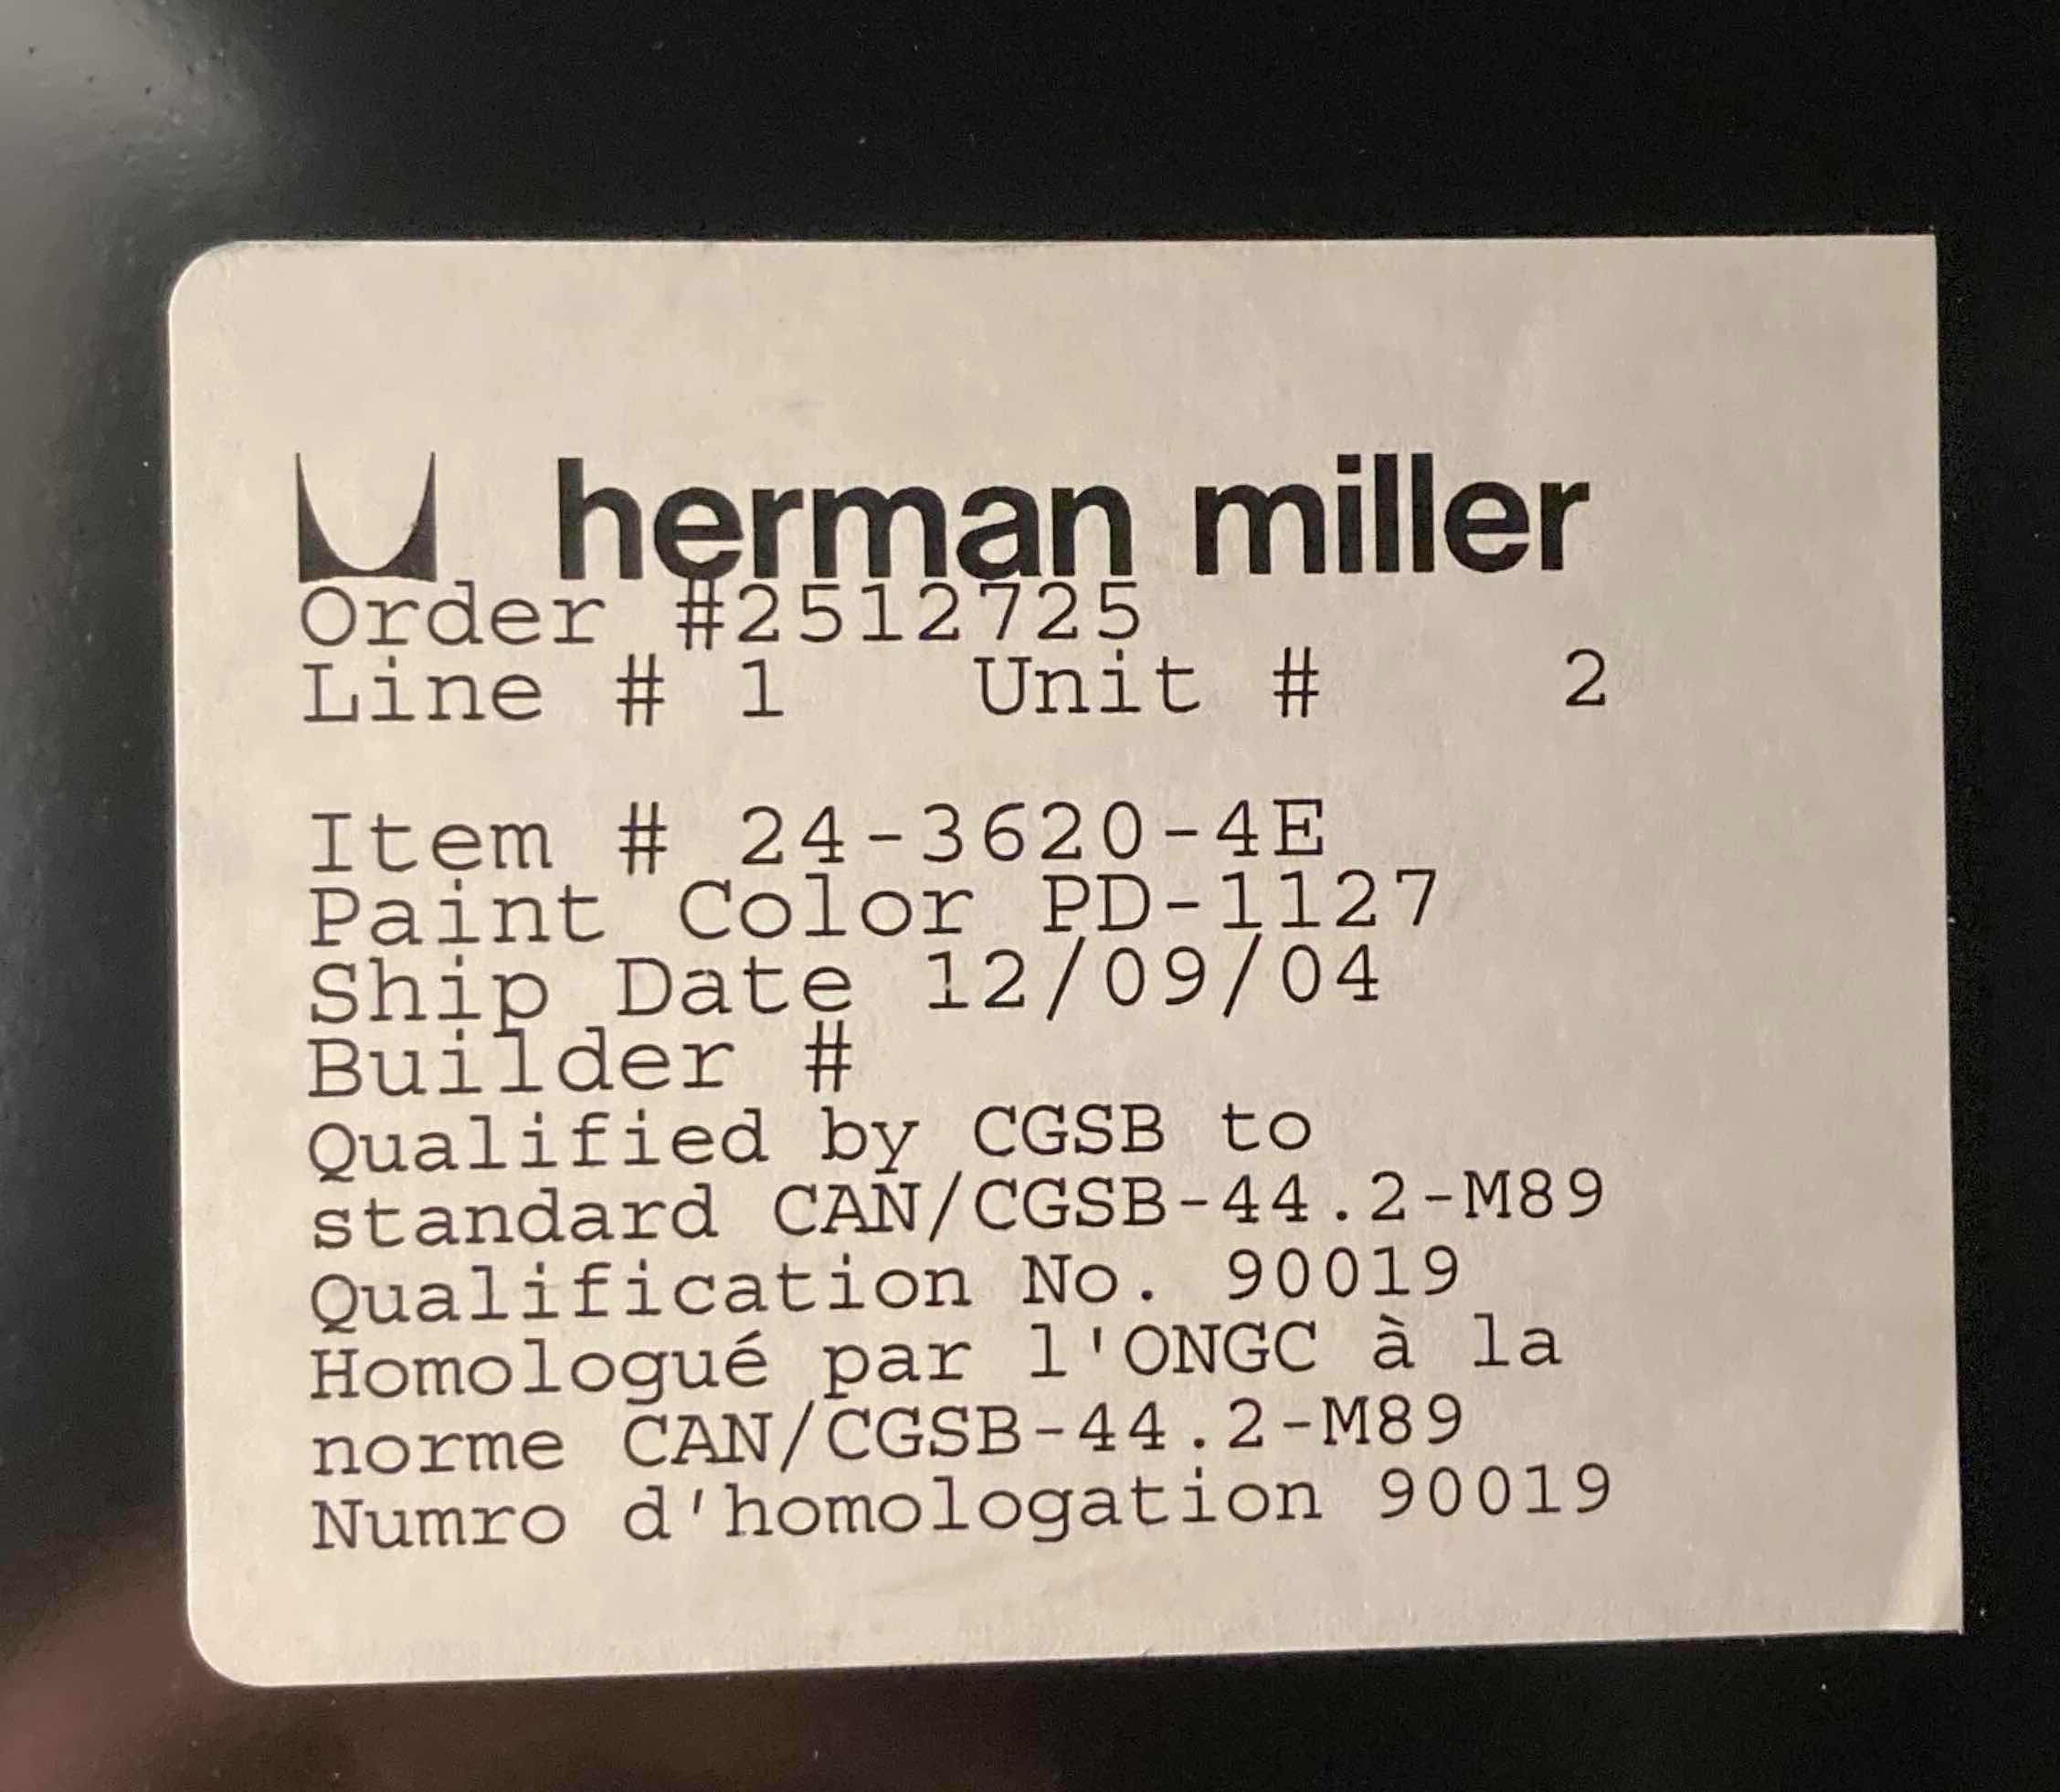 herman miller
Order #2512725
Line # 1 Unit # 2
Item # 24-3620-4E
Paint Color PD-1127
Ship Date 12/09/04
Builder #
Qualified by CGSB to
standard CAN/CGSB-44.2-M89
Qualification No. 90019
Homologué par l'ONGC à la
norme CAN/CGSB-44.2-M89
Numro d'homologation 90019